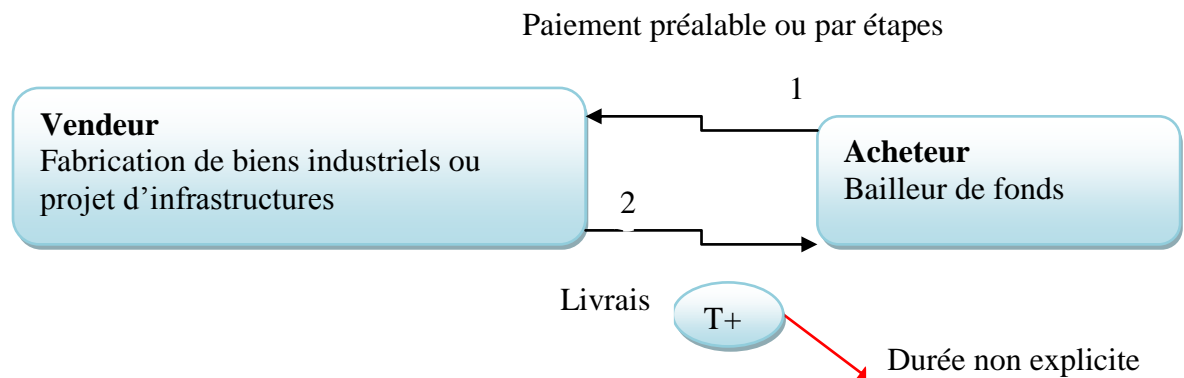 Paiement préalable ou par étapes
1
Vendeur
Fabrication de biens industriels ou
projet d’infrastructures
Acheteur
Bailleur de fonds
2
Livrais
T+
Durée non explicite